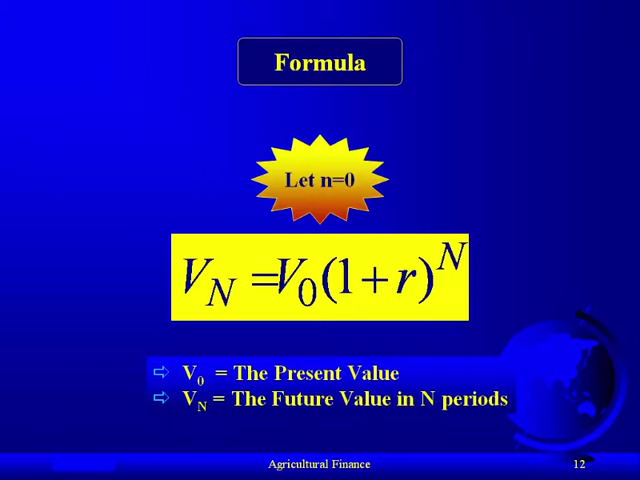 Formula
Let n=0
V_N = V_0(1+r)^N
⇨ V_0 = The Present Value
⇨ V_N = The Future Value in N periods
Agricultural Finance 12